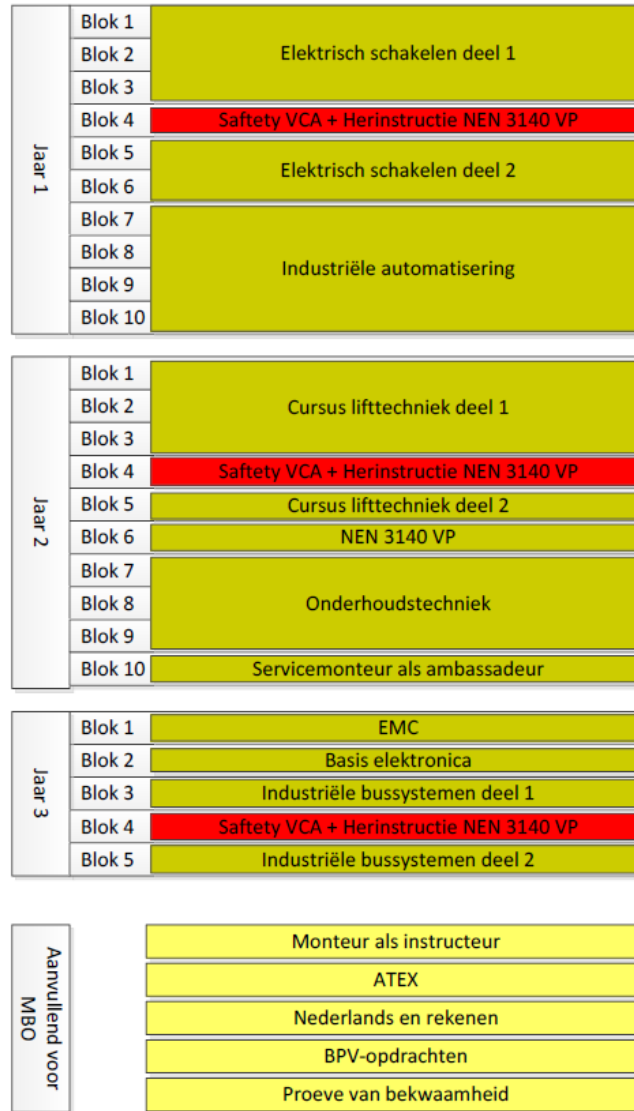 Jaar 1
Blok 1
Blok 2
Blok 3
Elektrisch schakelen deel 1
Blok 4
Saftety VCA + Herinstructie NEN 3140 VP
Blok 5
Blok 6
Elektrisch schakelen deel 2
Blok 7
Blok 8
Blok 9
Blok 10
Industriële automatisering
Jaar 2
Blok 1
Blok 2
Blok 3
Cursus lifttechniek deel 1
Blok 4
Saftety VCA + Herinstructie NEN 3140 VP
Blok 5
Cursus lifttechniek deel 2
Blok 6
NEN 3140 VP
Blok 7
Blok 8
Blok 9
Onderhoudstechniek
Blok 10
Servicemonteur als ambassadeur
Jaar 3
Blok 1
EMC
Blok 2
Basis elektronica
Blok 3
Industriële bussystemen deel 1
Blok 4
Saftety VCA + Herinstructie NEN 3140 VP
Blok 5
Industriële bussystemen deel 2
Aanvullend voor
MBO
Monteur als instructeur
ATEX
Nederlands en rekenen
BPV-opdrachten
Proeve van bekwaamheid